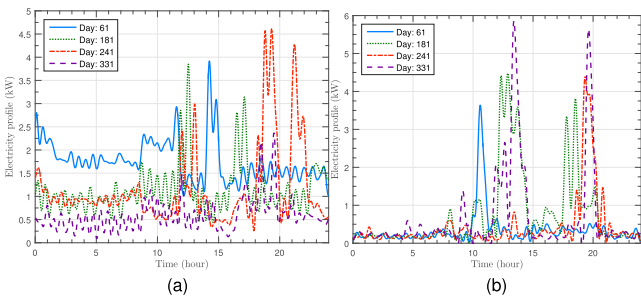 Electricity profile (kW)
5
4.5
4
3.5
3
2.5
2
1.5
1
0.5
0
Day: 61
Day: 181
Day: 241
Day: 331
0 5 10 15 20
Time (hour)
(a)
Electricity profile (kW)
6
5
4
3
2
1
0
Day: 61
Day: 181
Day: 241
Day: 331
0 5 10 15 20
Time (hour)
(b)